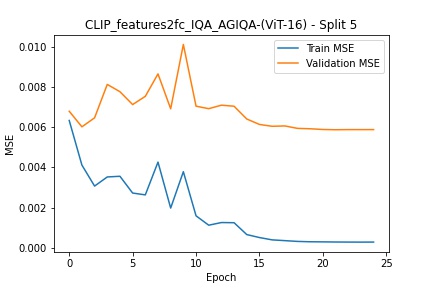 CLIP_features2fc_IQA_AGIQA-(ViT-16) - Split 5
Train MSE
Validation MSE
0.010
0.008
0.006
0.004
0.002
0.000
MSE
0 5 10 15 20 25
Epoch